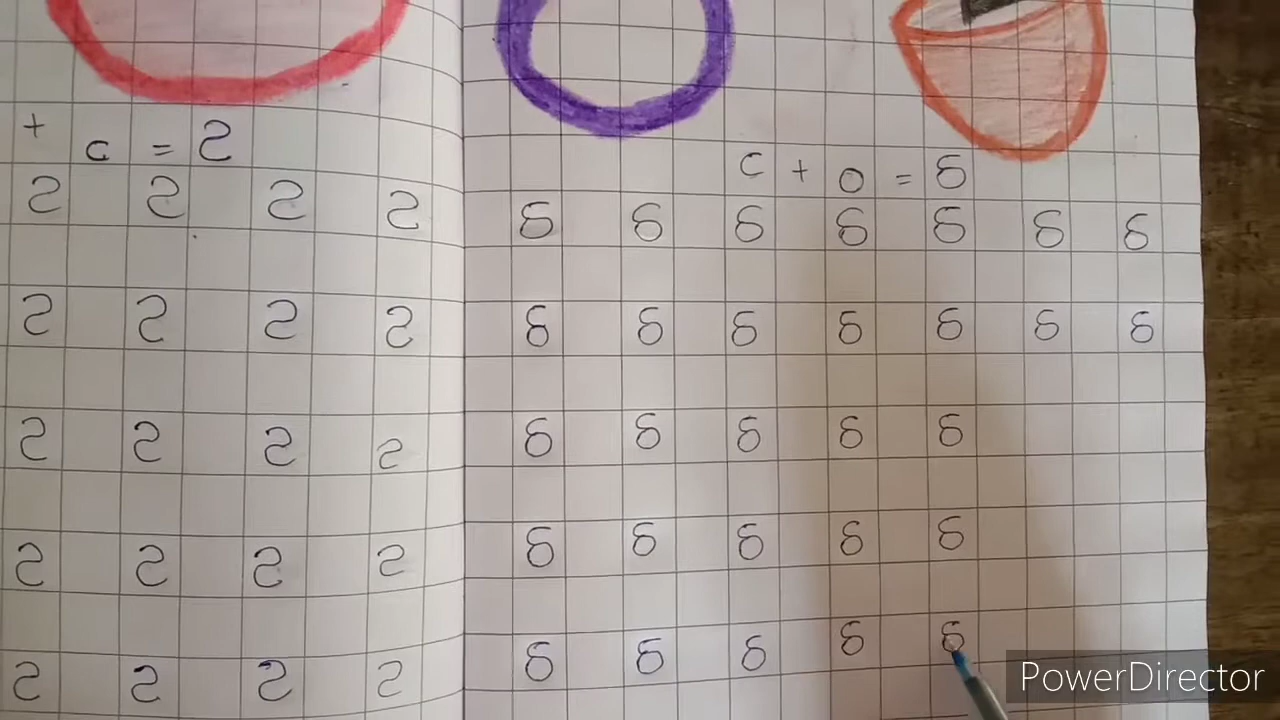 + c = ટ
ટ ટ ટ ટ
ટ ટ ટ ટ
ટ ટ ટ ટ
ટ ટ ટ ટ
ટ ટ ટ ટ
c + o = ઠ
ઠ ઠ ઠ ઠ ઠ ઠ ઠ
ઠ ઠ ઠ ઠ ઠ ઠ ઠ
ઠ ઠ ઠ ઠ ઠ
ઠ ઠ ઠ ઠ ઠ
ઠ ઠ ઠ ઠ ઠ
PowerDirector